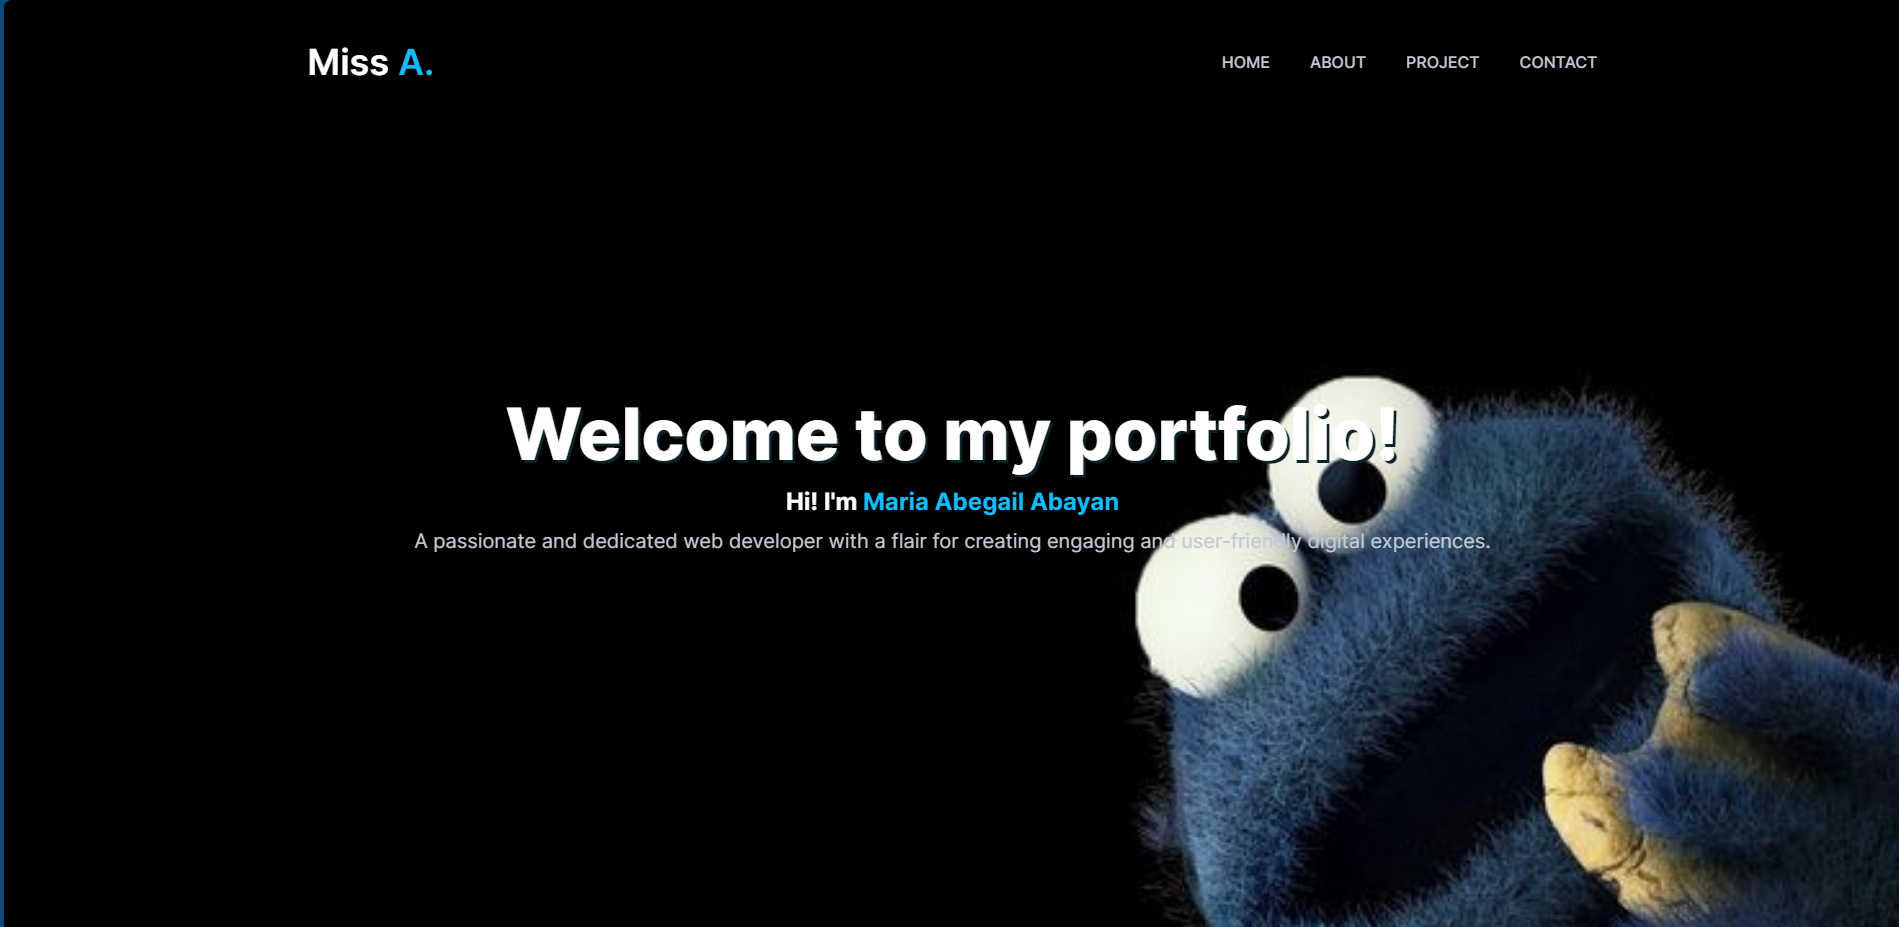 Miss A.
HOME ABOUT PROJECT CONTACT
Welcome to my portfolio!
Hi! I'm Maria Abegail Abayan
A passionate and dedicated web developer with a flair for creating engaging and user-friendly digital experiences.